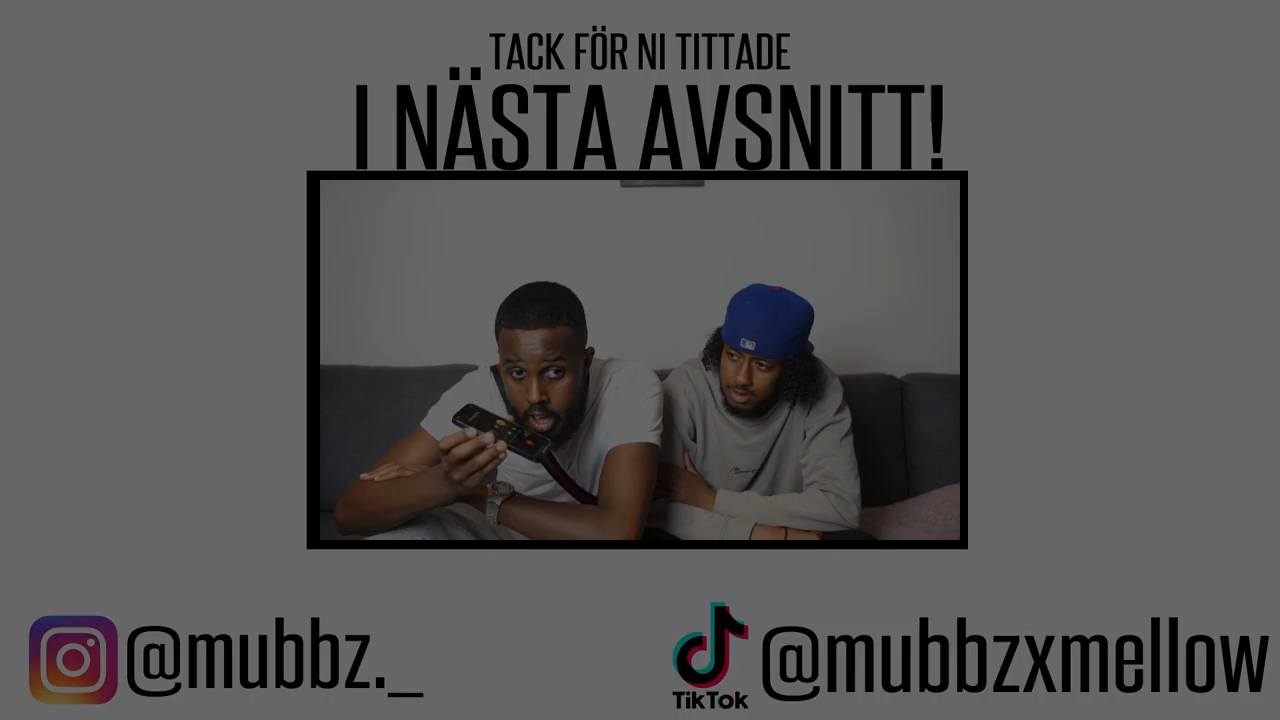 TACK FÖR NI TITTADE
I NÄSTA AVSNITT!
@mubbz._
@mubbzxmellow
TikTok